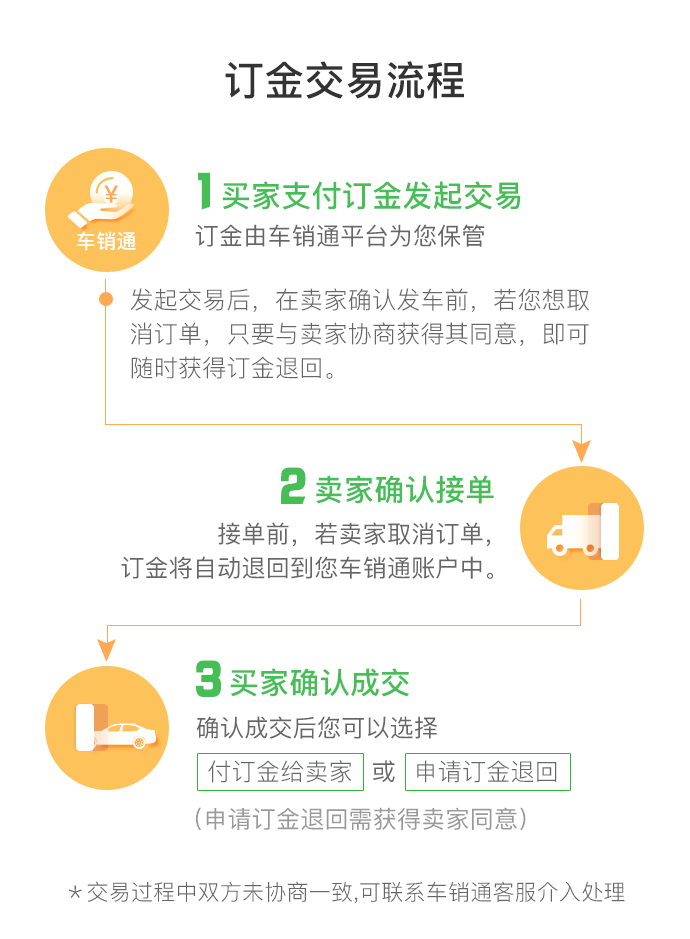 订金交易流程
¥
车销通
1 买家支付订金发起交易
订金由车销通平台为您保管
发起交易后，在卖家确认发车前，若您想取
消订单，只要与卖家协商获得其同意，即可
随时获得订金退回。
2 卖家确认接单
接单前，若卖家取消订单，
订金将自动退回到您车销通账户中。
3 买家确认成交
确认成交后您可以选择
付订金给卖家 或 申请订金退回
（申请订金退回需获得卖家同意）
＊交易过程中双方未协商一致,可联系车销通客服介入处理